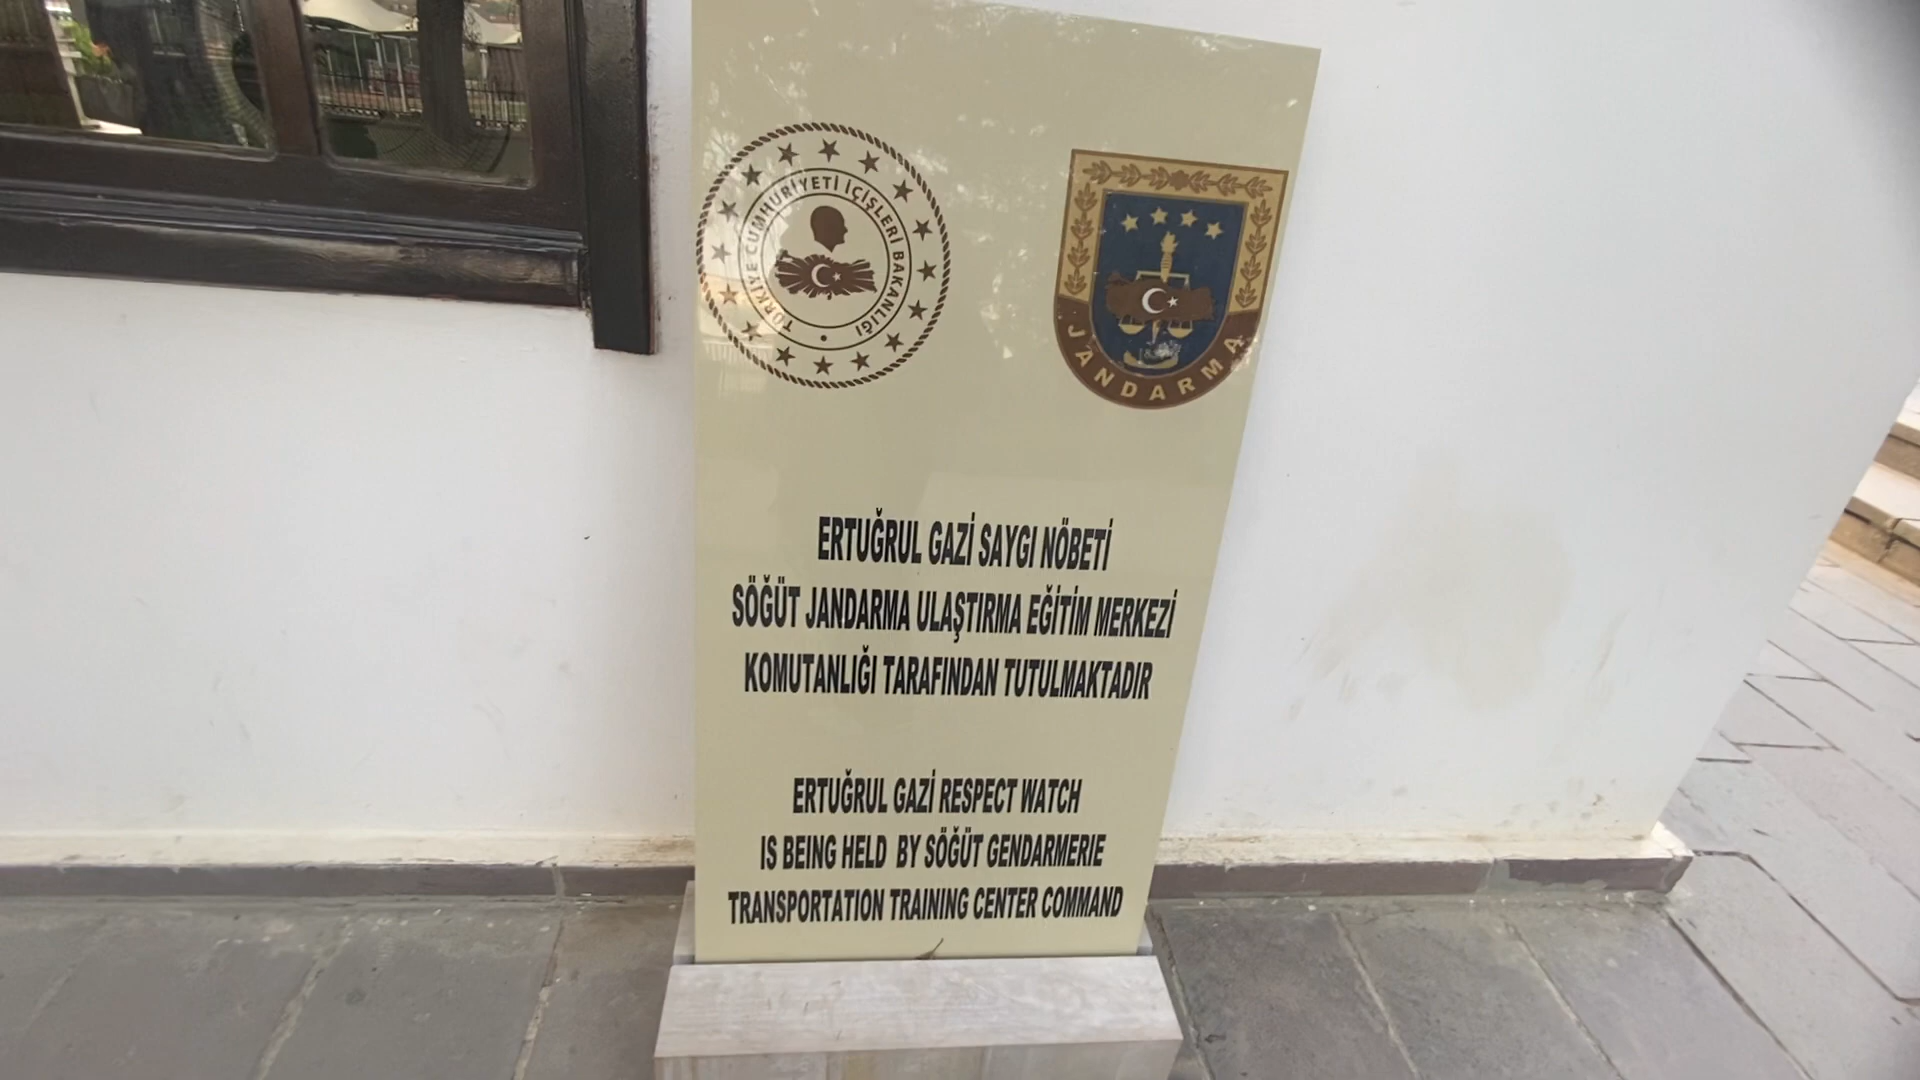 TÜRKİYE CUMHURİYETİ İÇİŞLERİ BAKANLIĞI
JANDARMA
ERTUĞRUL GAZİ SAYGI NÖBETİ
SÖĞÜT JANDARMA ULAŞTIRMA EĞİTİM MERKEZİ
KOMUTANLIĞI TARAFINDAN TUTULMAKTADIR
ERTUĞRUL GAZİ RESPECT WATCH
IS BEING HELD BY SÖĞÜT GENDARMERIE
TRANSPORTATION TRAINING CENTER COMMAND